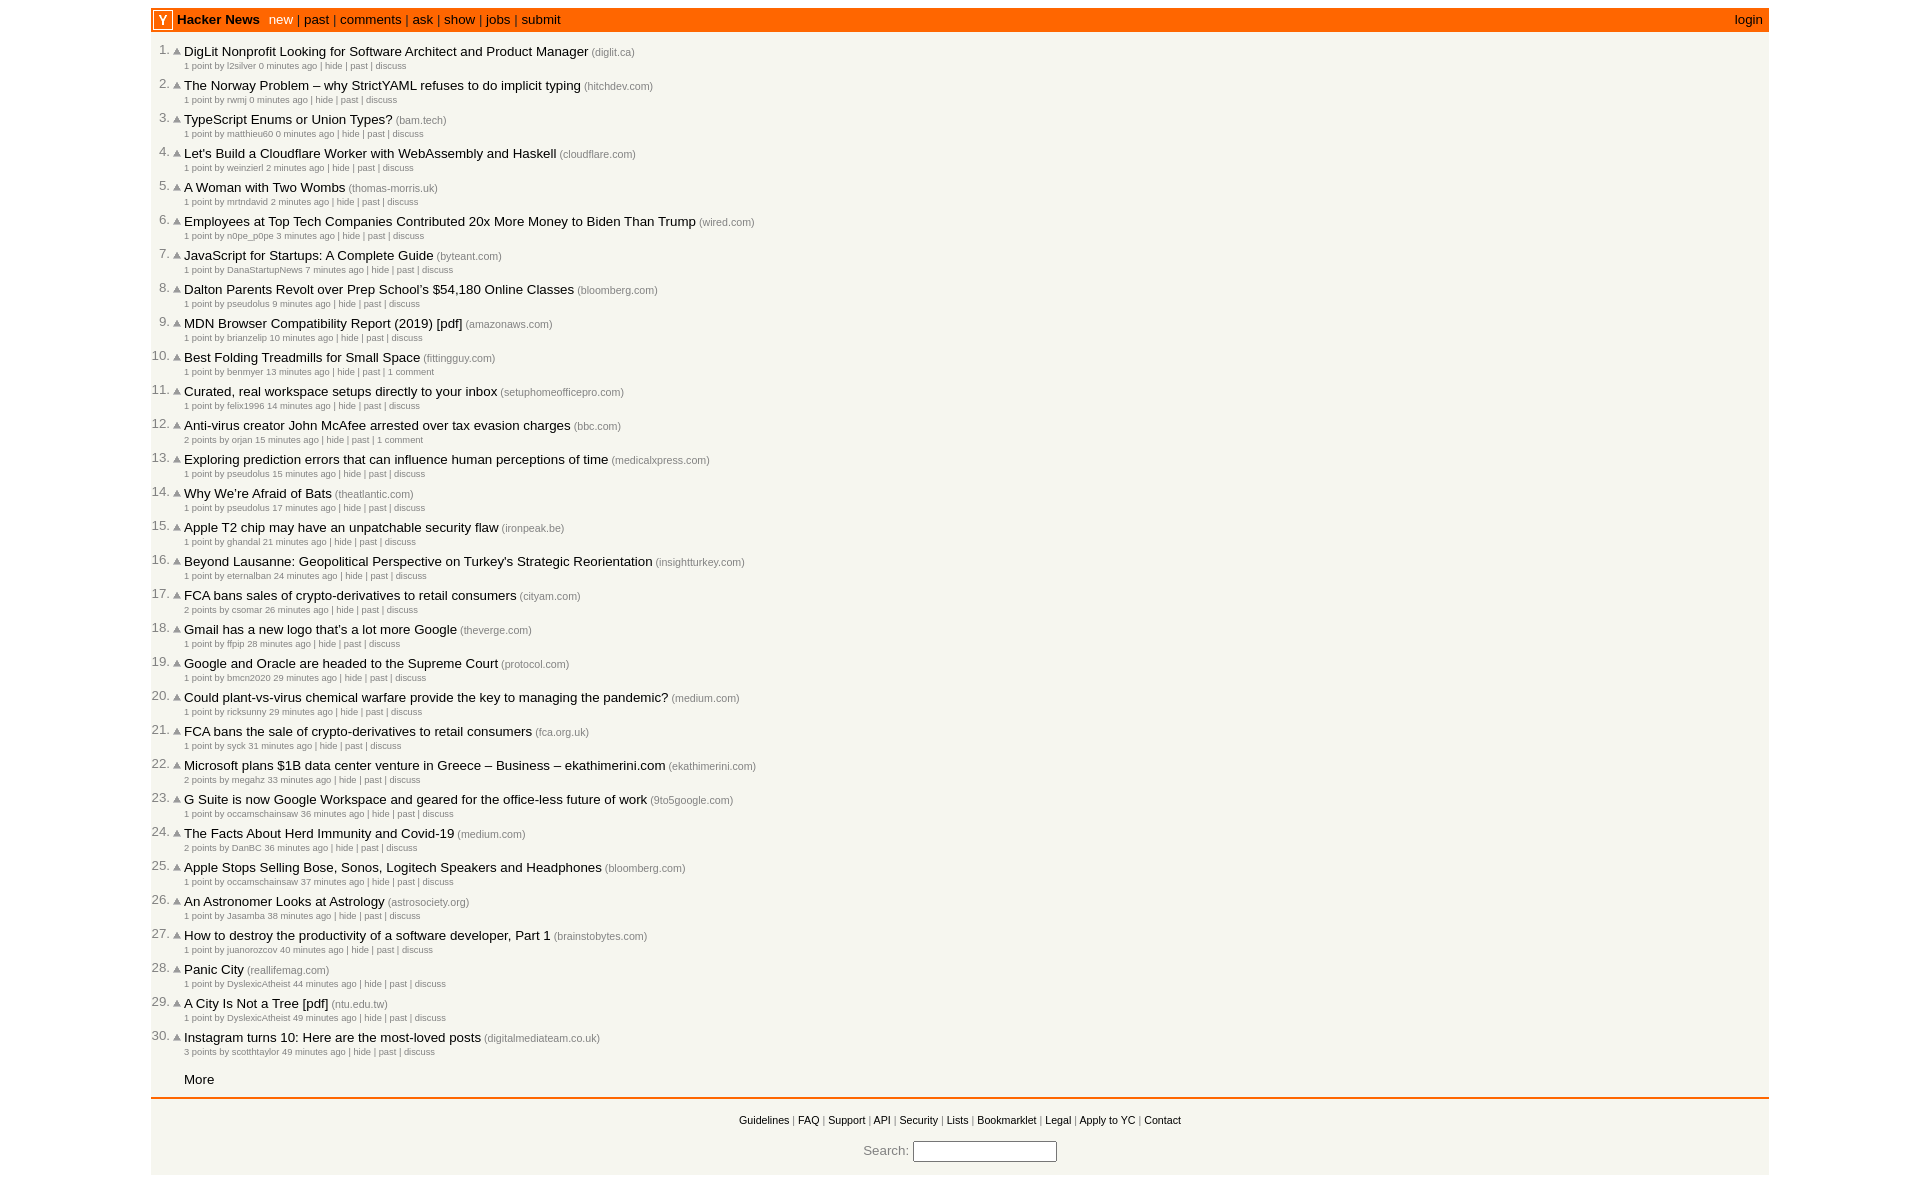 Y Hacker News new | past | comments | ask | show | jobs | submit login
1. DigLit Nonprofit Looking for Software Architect and Product Manager (diglit.ca)
1 point by l2silver 0 minutes ago | hide | past | discuss
2. The Norway Problem – why StrictYAML refuses to do implicit typing (hitchdev.com)
1 point by rwmj 0 minutes ago | hide | past | discuss
3. TypeScript Enums or Union Types? (bam.tech)
1 point by matthieu60 0 minutes ago | hide | past | discuss
4. Let's Build a Cloudflare Worker with WebAssembly and Haskell (cloudflare.com)
1 point by weinzierl 2 minutes ago | hide | past | discuss
5. A Woman with Two Wombs (thomas-morris.uk)
1 point by mrtndavid 2 minutes ago | hide | past | discuss
6. Employees at Top Tech Companies Contributed 20x More Money to Biden Than Trump (wired.com)
1 point by n0pe_p0pe 3 minutes ago | hide | past | discuss
7. JavaScript for Startups: A Complete Guide (byteant.com)
1 point by DanaStartupNews 7 minutes ago | hide | past | discuss
8. Dalton Parents Revolt over Prep School’s $54,180 Online Classes (bloomberg.com)
1 point by pseudolus 9 minutes ago | hide | past | discuss
9. MDN Browser Compatibility Report (2019) [pdf] (amazonaws.com)
1 point by brianzelip 10 minutes ago | hide | past | discuss
10. Best Folding Treadmills for Small Space (fittingguy.com)
1 point by benmyer 13 minutes ago | hide | past | 1 comment
11. Curated, real workspace setups directly to your inbox (setuphomeofficepro.com)
1 point by felix1996 14 minutes ago | hide | past | discuss
12. Anti-virus creator John McAfee arrested over tax evasion charges (bbc.com)
2 points by orjan 15 minutes ago | hide | past | 1 comment
13. Exploring prediction errors that can influence human perceptions of time (medicalxpress.com)
1 point by pseudolus 15 minutes ago | hide | past | discuss
14. Why We’re Afraid of Bats (theatlantic.com)
1 point by pseudolus 17 minutes ago | hide | past | discuss
15. Apple T2 chip may have an unpatchable security flaw (ironpeak.be)
1 point by ghandal 21 minutes ago | hide | past | discuss
16. Beyond Lausanne: Geopolitical Perspective on Turkey's Strategic Reorientation (insightturkey.com)
1 point by eternalban 24 minutes ago | hide | past | discuss
17. FCA bans sales of crypto-derivatives to retail consumers (cityam.com)
2 points by csomar 26 minutes ago | hide | past | discuss
18. Gmail has a new logo that’s a lot more Google (theverge.com)
1 point by ffpip 28 minutes ago | hide | past | discuss
19. Google and Oracle are headed to the Supreme Court (protocol.com)
1 point by bmcn2020 29 minutes ago | hide | past | discuss
20. Could plant-vs-virus chemical warfare provide the key to managing the pandemic? (medium.com)
1 point by ricksunny 29 minutes ago | hide | past | discuss
21. FCA bans the sale of crypto-derivatives to retail consumers (fca.org.uk)
1 point by syck 31 minutes ago | hide | past | discuss
22. Microsoft plans $1B data center venture in Greece – Business – ekathimerini.com (ekathimerini.com)
2 points by megahz 33 minutes ago | hide | past | discuss
23. G Suite is now Google Workspace and geared for the office-less future of work (9to5google.com)
1 point by occamschainsaw 36 minutes ago | hide | past | discuss
24. The Facts About Herd Immunity and Covid-19 (medium.com)
2 points by DanBC 36 minutes ago | hide | past | discuss
25. Apple Stops Selling Bose, Sonos, Logitech Speakers and Headphones (bloomberg.com)
1 point by occamschainsaw 37 minutes ago | hide | past | discuss
26. An Astronomer Looks at Astrology (astrosociety.org)
1 point by Jasamba 38 minutes ago | hide | past | discuss
27. How to destroy the productivity of a software developer, Part 1 (brainstobytes.com)
1 point by juanorozcov 40 minutes ago | hide | past | discuss
28. Panic City (reallifemag.com)
1 point by DyslexicAtheist 44 minutes ago | hide | past | discuss
29. A City Is Not a Tree [pdf] (ntu.edu.tw)
1 point by DyslexicAtheist 49 minutes ago | hide | past | discuss
30. Instagram turns 10: Here are the most-loved posts (digitalmediateam.co.uk)
3 points by scotthtaylor 49 minutes ago | hide | past | discuss
More
Guidelines | FAQ | Support | API | Security | Lists | Bookmarklet | Legal | Apply to YC | Contact
Search: